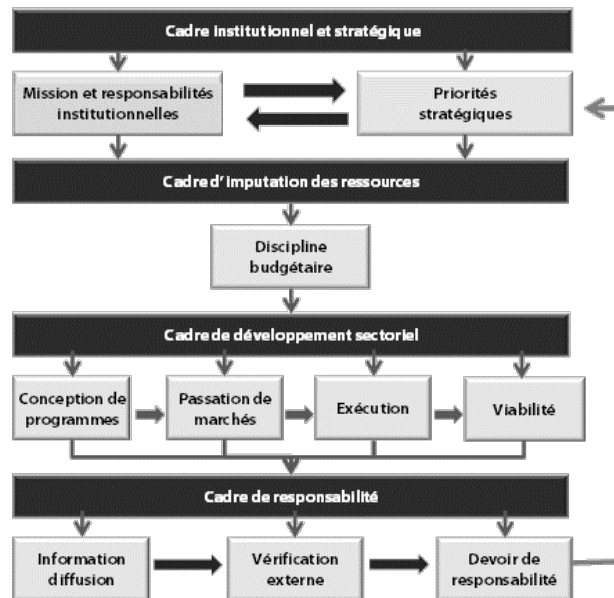 Cadre institutionnel et stratégique
Mission et responsabilités
institutionnelles
Priorités
stratégiques
Cadre d'imputation des ressources
Discipline
budgétaire
Cadre de développement sectoriel
Conception de
programmes
Passation de
marchés
Exécution
Viabilité
Cadre de responsabilité
Information
diffusion
Vérification
externe
Devoir de
responsabilité